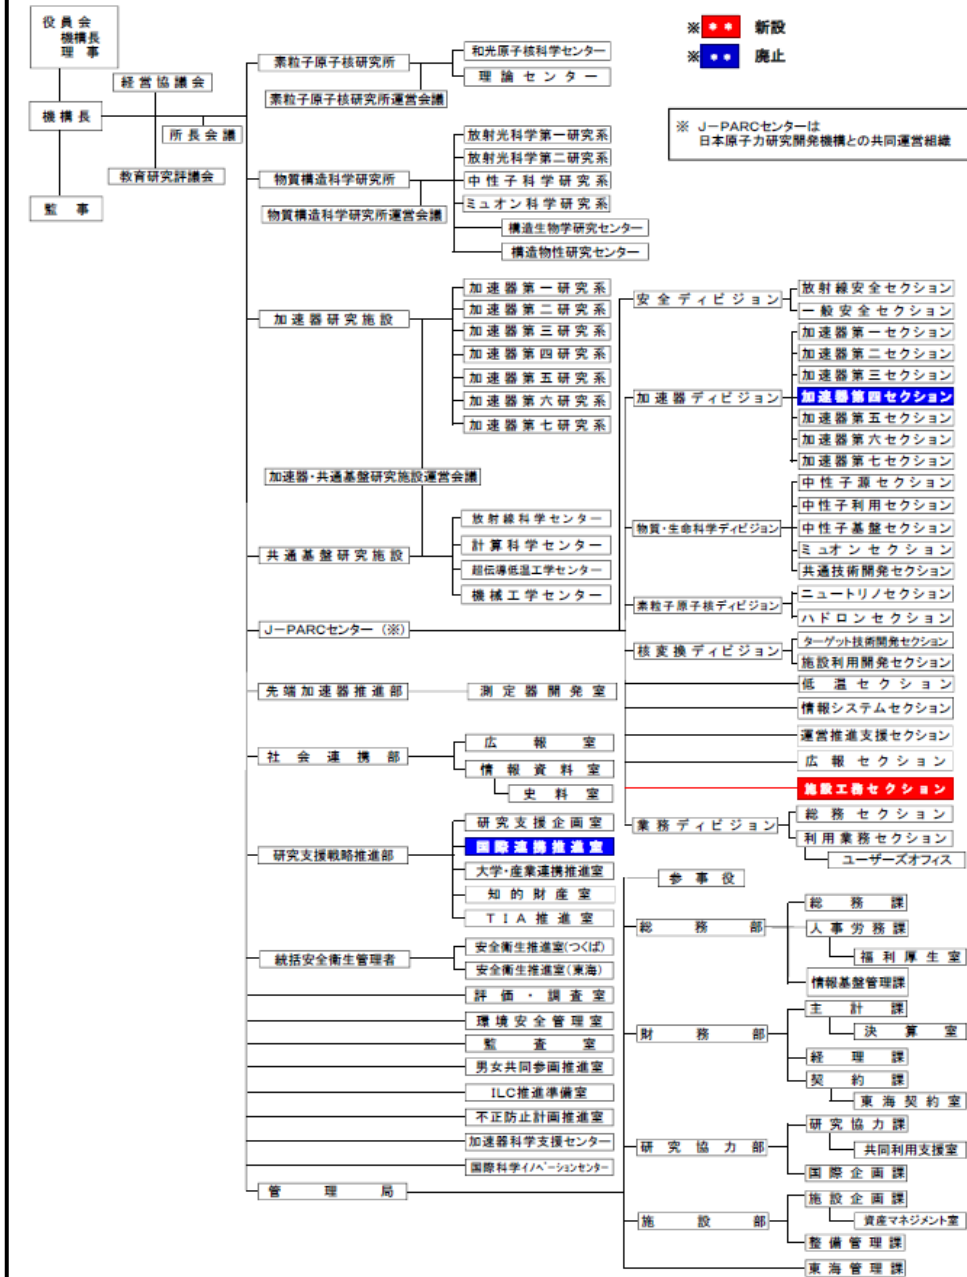 役員会
機構長
理事
※ ＊＊ 新設
※ ＊＊ 廃止
※ J－PARCセンターは
日本原子力研究開発機構との共同運営組織
機構長
経営協議会
所長会議
教育研究評議会
監事
素粒子原子核研究所
和光原子核科学センター
理論センター
素粒子原子核研究所運営会議
物質構造科学研究所
放射光科学第一研究系
放射光科学第二研究系
中性子科学研究系
ミュオン科学研究系
構造生物学研究センター
構造物性研究センター
物質構造科学研究所運営会議
加速器研究施設
加速器第一研究系
加速器第二研究系
加速器第三研究系
加速器第四研究系
加速器第五研究系
加速器第六研究系
加速器第七研究系
加速器・共通基盤研究施設運営会議
共通基盤研究施設
放射線科学センター
計算科学センター
超伝導低温工学センター
機械工学センター
J－PARCセンター（※）
安全ディビジョン
放射線安全セクション
一般安全セクション
加速器ディビジョン
加速器第一セクション
加速器第二セクション
加速器第三セクション
加速器第四セクション
加速器第五セクション
加速器第六セクション
加速器第七セクション
物質・生命科学ディビジョン
中性子源セクション
中性子利用セクション
中性子基盤セクション
ミュオンセクション
共通技術開発セクション
素粒子原子核ディビジョン
ニュートリノセクション
ハドロンセクション
核変換ディビジョン
ターゲット技術開発セクション
施設利用開発セクション
低温セクション
情報システムセクション
運営推進支援セクション
広報セクション
施設工務セクション
業務ディビジョン
総務セクション
利用業務セクション
ユーザーズオフィス
先端加速器推進部
測定器開発室
社会連携部
広報室
情報資料室
史料室
研究支援戦略推進部
研究支援企画室
国際連携推進室
大学・産業連携推進室
知的財産室
TIA推進室
統括安全衛生管理者
安全衛生推進室(つくば)
安全衛生推進室(東海)
評価・調査室
環境安全管理室
監査室
男女共同参画推進室
ILC推進準備室
不正防止計画推進室
加速器科学支援センター
国際科学イノベーションセンター
管理局
参事役
総務部
総務課
人事労務課
福利厚生室
情報基盤管理課
財務部
主計課
決算室
経理課
契約課
東海契約室
研究協力部
研究協力課
共同利用支援室
国際企画課
施設部
施設企画課
資産マネジメント室
整備管理課
東海管理課